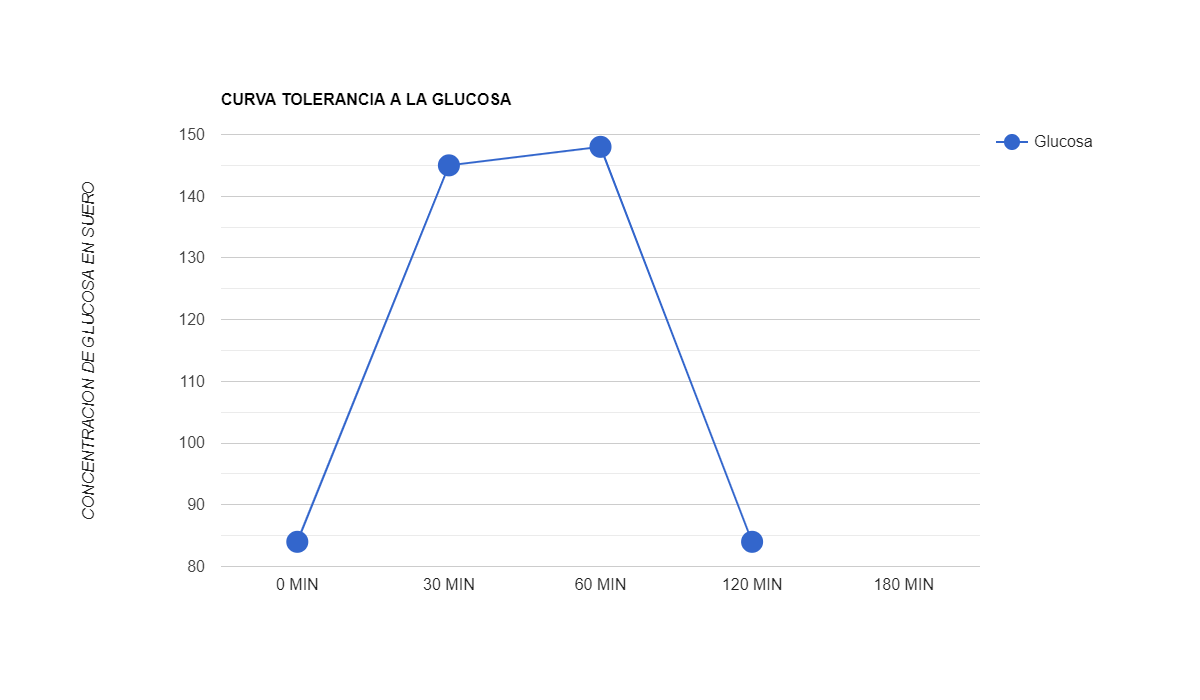 CURVA TOLERANCIA A LA GLUCOSA
Glucosa
CONCENTRACION DE GLUCOSA EN SUERO
150
140
130
120
110
100
90
80
0 MIN 30 MIN 60 MIN 120 MIN 180 MIN